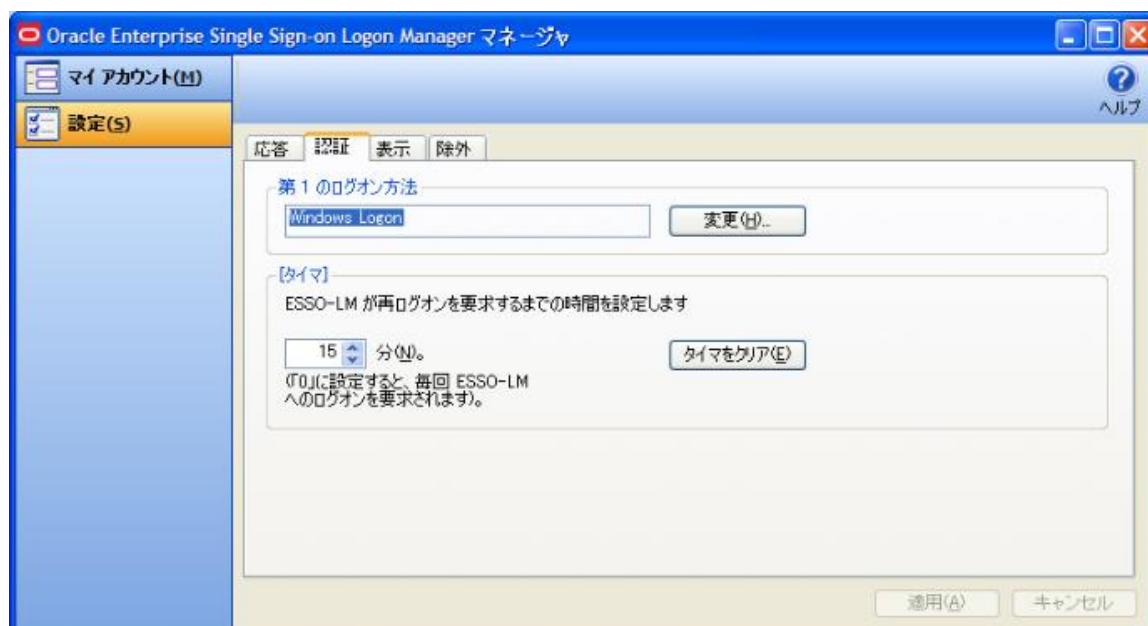 Oracle Enterprise Single Sign-on Logon Manager マネージャ
マイ アカウント(M)
設定(S)
ヘルプ
応答 認証 表示 除外
第 1 のログオン方法
Windows Logon 変更(H)...
[タイマ]
ESSO-LM が再ログオンを要求するまでの時間を設定します
15 分(N)。 タイマをクリア(E)
(「0」に設定すると、毎回 ESSO-LM
へのログオンを要求されます)。
適用(A) キャンセル